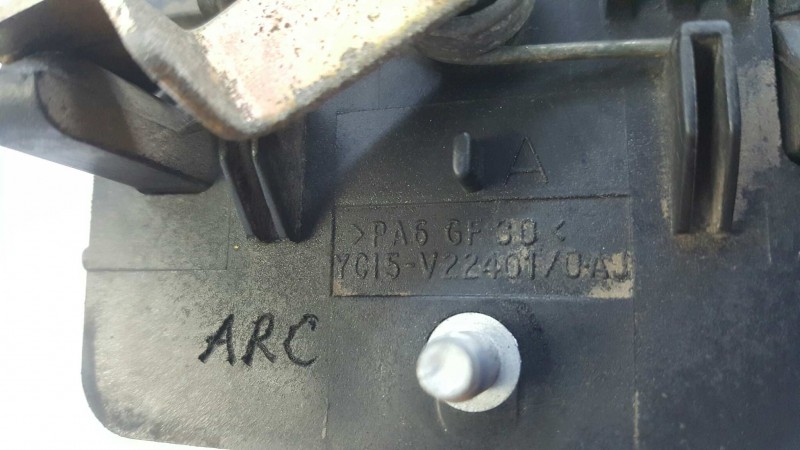 A
>PA6 GF30<
YC15-V22401/0AJ
ARC